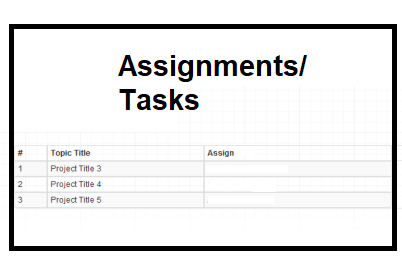 Assignments/
Tasks
# Topic Title Assign
1 Project Title 3
2 Project Title 4
3 Project Title 5